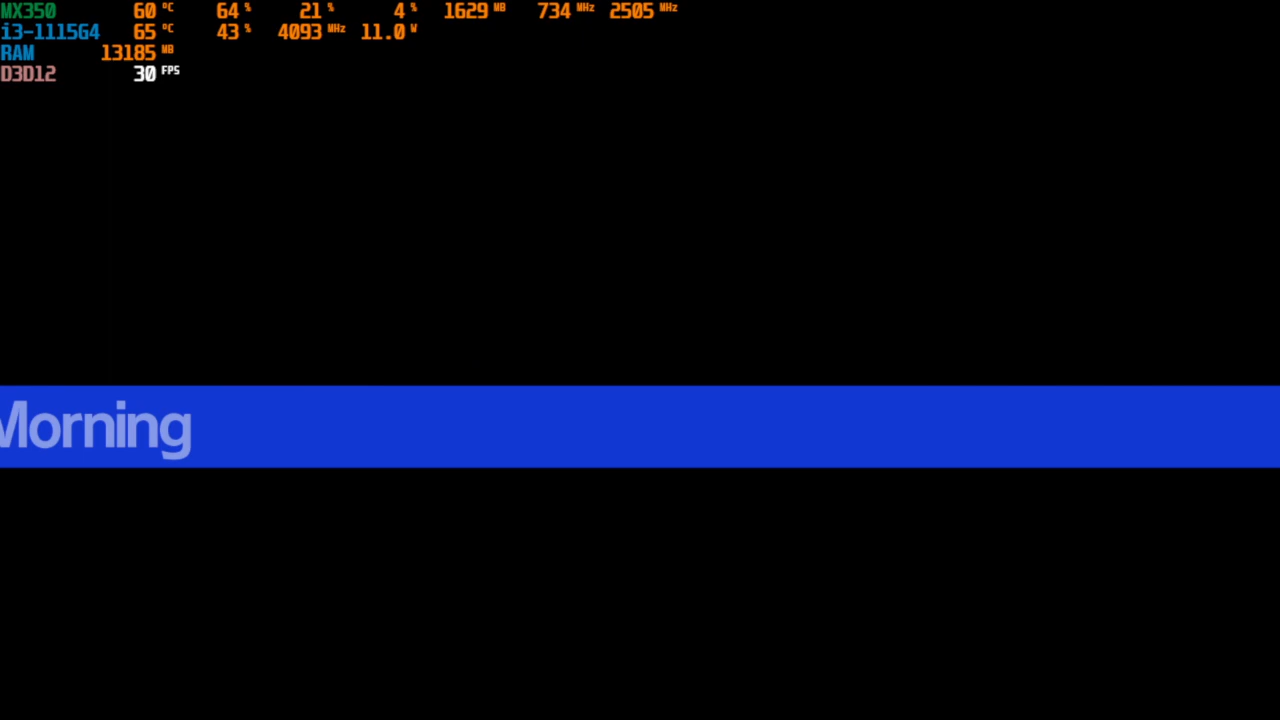 MX350 60 °C 64 % 21 % 4 % 1629 MB 734 MHz 2505 MHz
i3-1115G4 65 °C 43 % 4093 MHz 11.0 W
RAM 13185 MB
D3D12 30 FPS
Morning